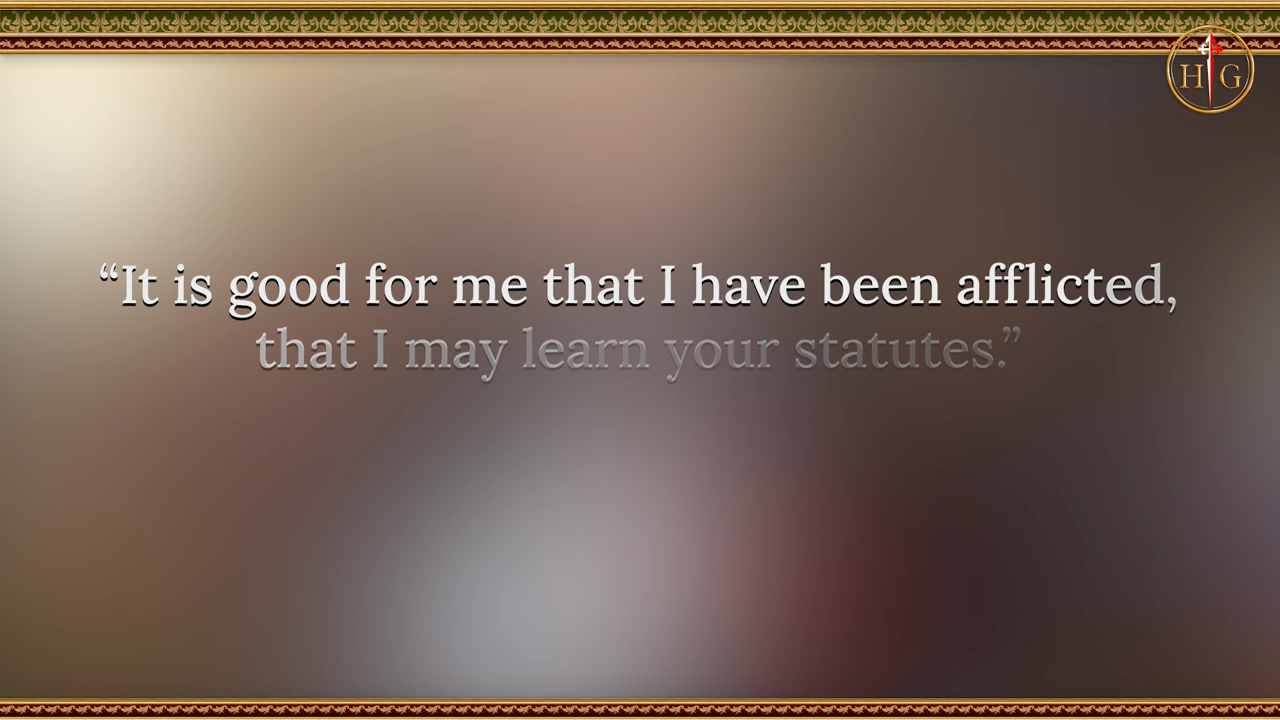 H G
“It is good for me that I have been afflicted,
that I may learn your statutes.”